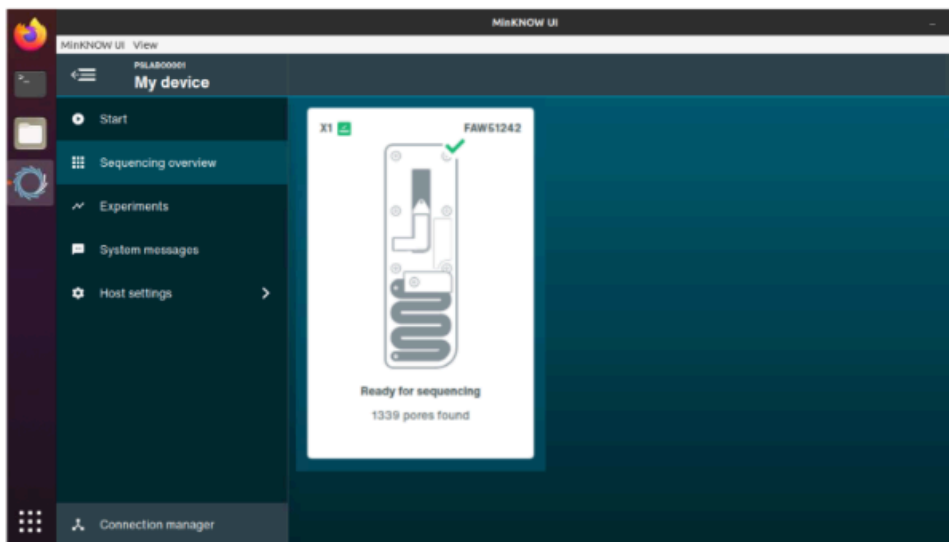 MinKNOW UI
MinKNOW UI View
PSLAB00001
My device
Start
Sequencing overview
Experiments
System messages
Host settings
Connection manager
X1 FAW51242
Ready for sequencing
1339 pores found